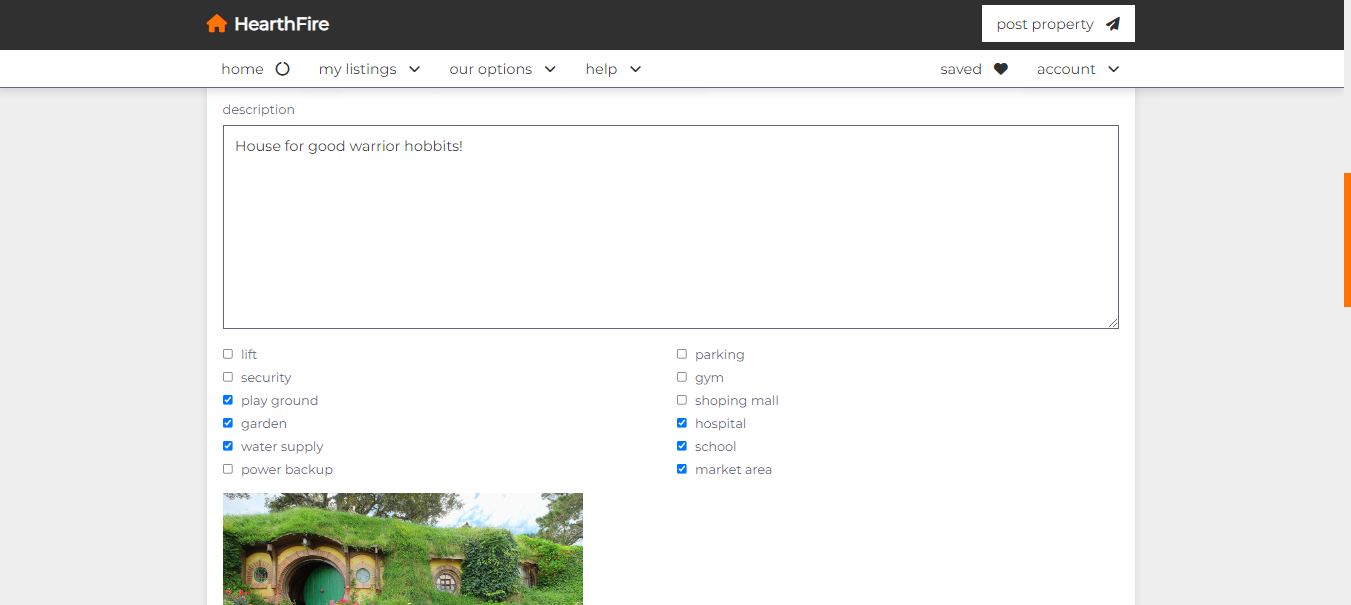 HearthFire
post property
home my listings our options help saved account
description
House for good warrior hobbits!
lift parking
security gym
play ground shoping mall
garden hospital
water supply school
power backup market area